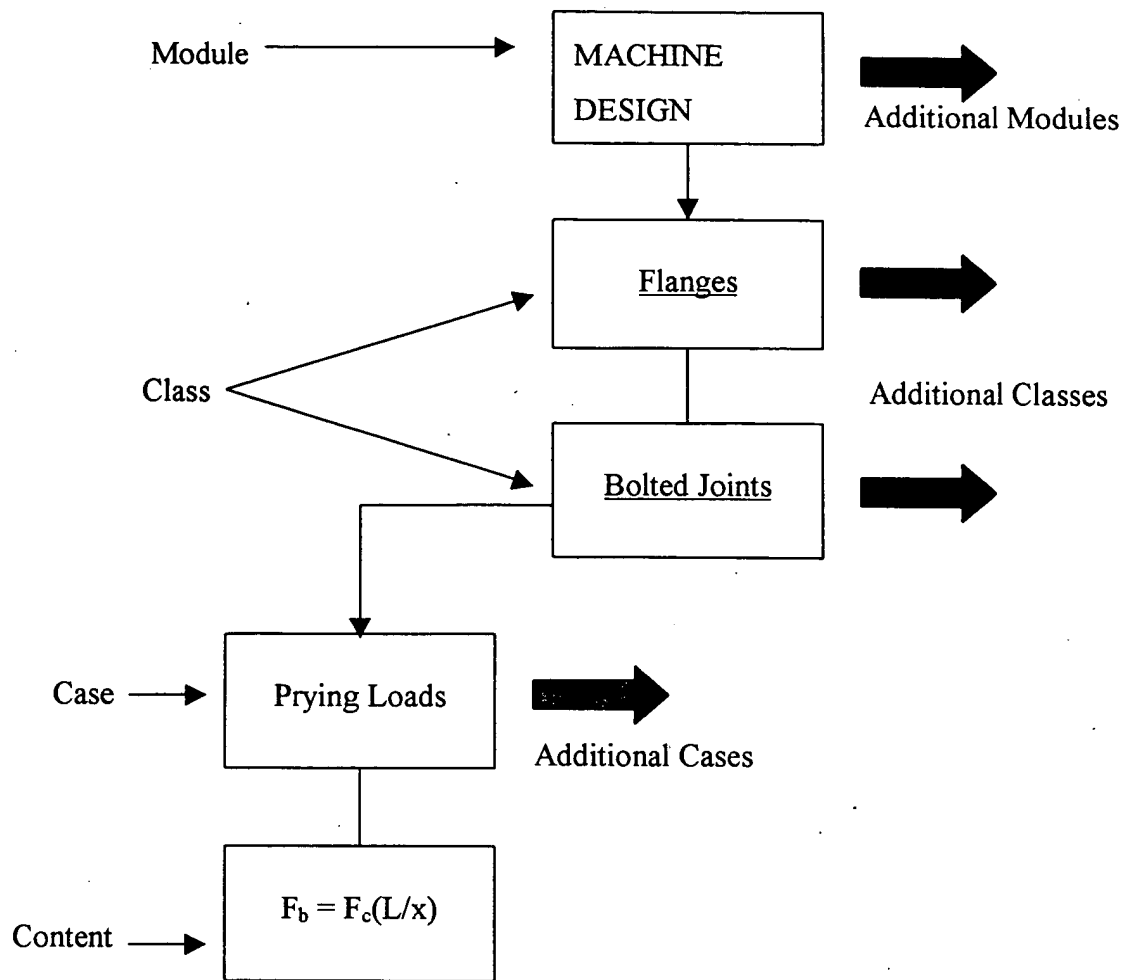 Module
MACHINE
DESIGN
Additional Modules
Flanges
Class
Additional Classes
Bolted Joints
Case
Prying Loads
Additional Cases
F_b = F_c(L/x)
Content